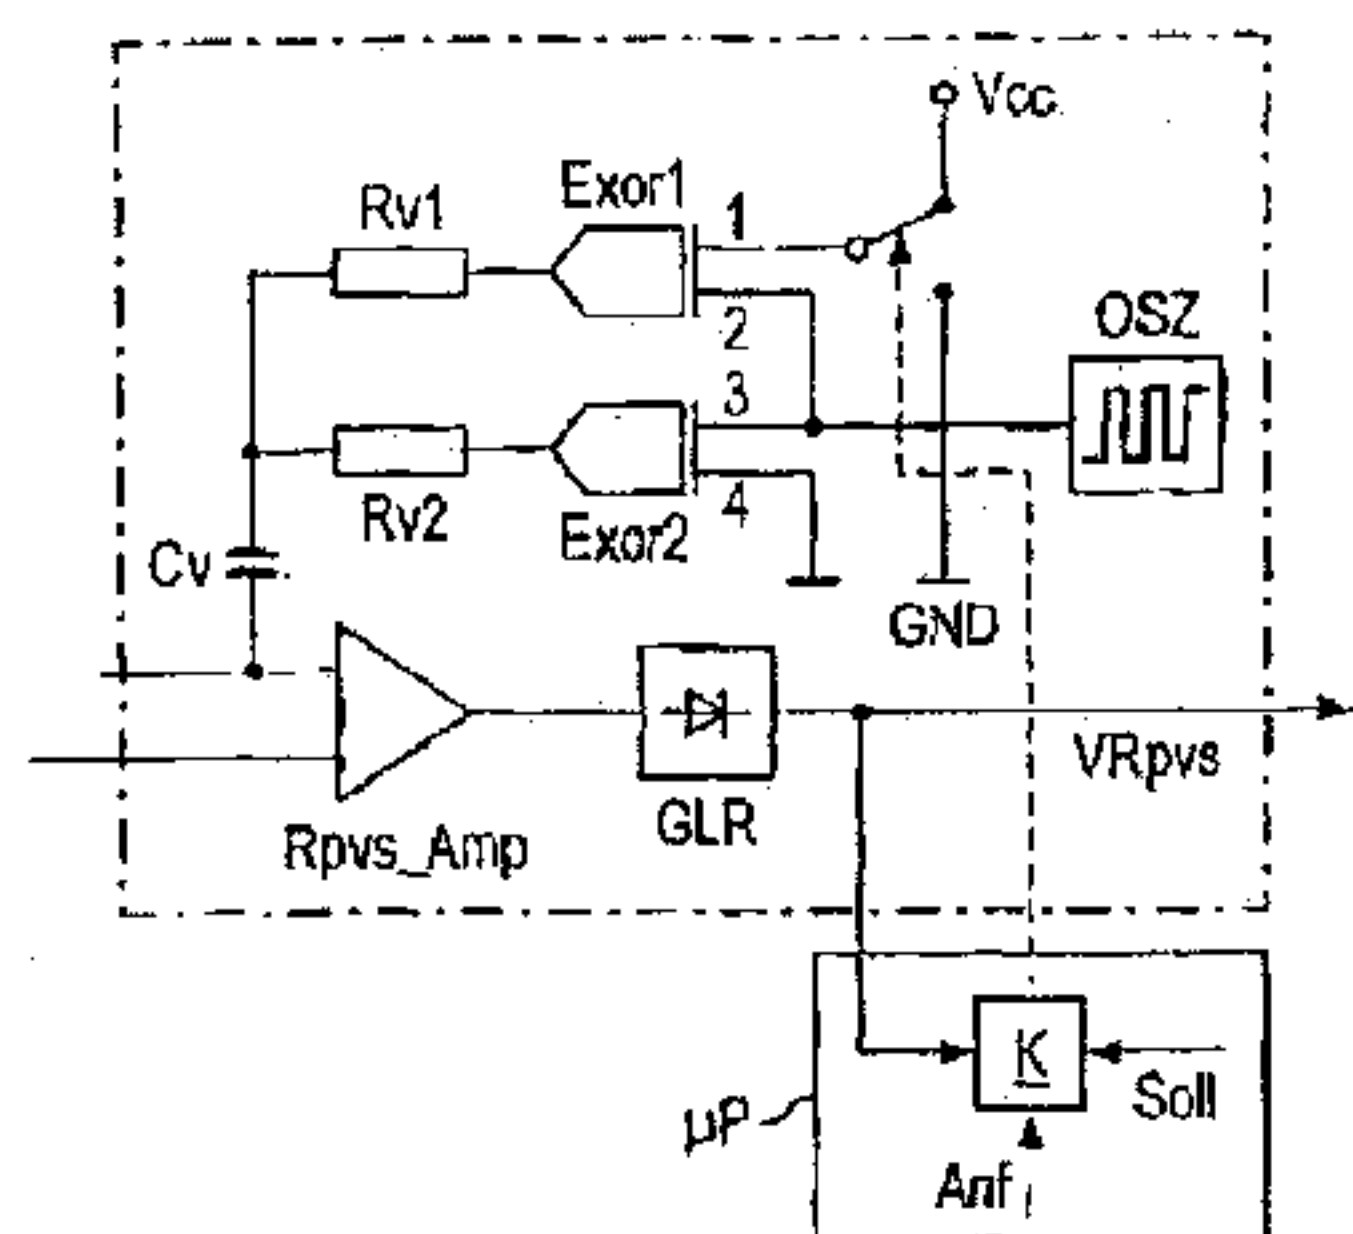 Vcc
Exor1
Rv1
1
2
OSZ
3
Rv2
Exor2
4
Cv
GND
VRpvs
GLR
Rpvs_Amp
K
Soll
µP
Anf